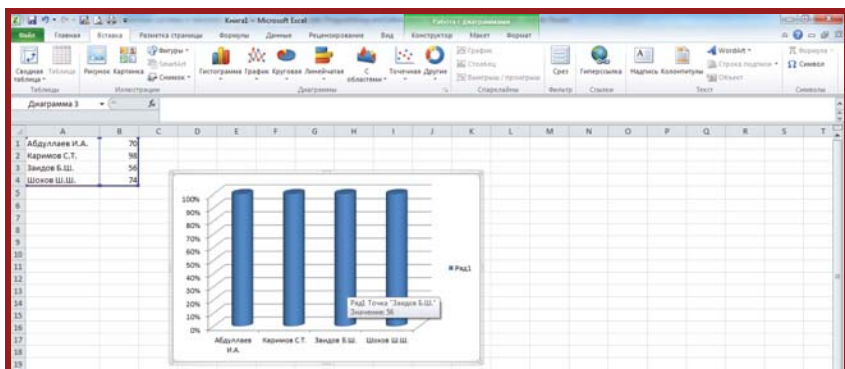 Книга1 - Microsoft Excel
Работа с диаграммами
Файл Главная Вставка Разметка страницы Формулы Данные Рецензирование Вид Конструктор Макет Формат
Сводная таблица Таблица Рисунок Картинка Фигуры SmartArt Снимок Гистограмма График Круговая Линейчатая С областями Точечная Другие График Столбец Выигрыш / проигрыш Срез Гиперссылка Надпись Колонтитулы WordArt Строка подписи Объект Формула Символ
Таблицы Иллюстрации Диаграммы Спарклайны Фильтр Ссылки Текст Символы
Диаграмма 3 fx
A B C D E F G H I J K L M N O P Q R S T
1 Абдуллаев И.А. 70
2 Каримов С.Т. 98
3 Заидов Б.Ш. 56
4 Шохов Ш.Ш. 74
5
6
7
8
9
10
11
12
13
14
15
16
17
18
19
100%
90%
80%
70%
60%
50%
40%
30%
20%
10%
0%
Ряд1
Ряд1 Точка "Заидов Б.Ш."
Значение: 56
Абдуллаев И.А. Каримов С.Т. Заидов Б.Ш. Шохов Ш.Ш.